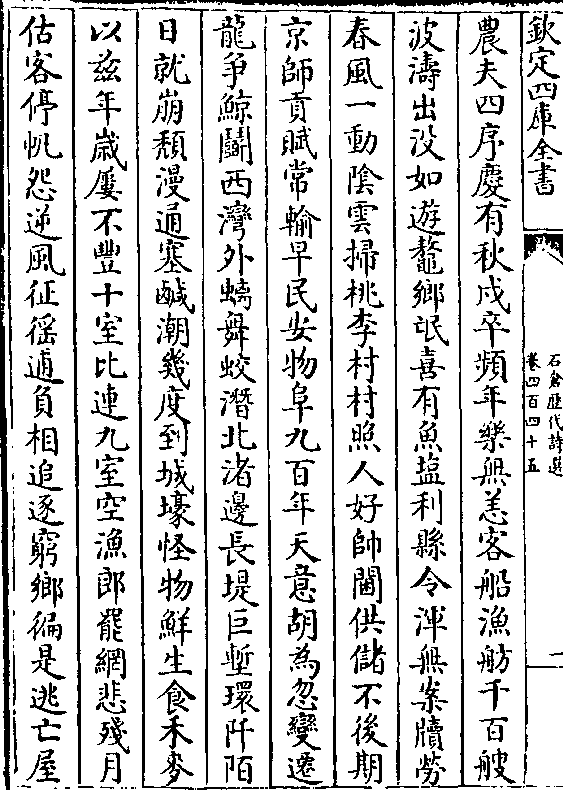 欽定四庫全書
石倉歷代詩選
卷四百四十五
一
農夫四序慶有秋戍卒頻年樂無恙客船漁舫千百艘
波濤出没如遊鼇鄉氓喜有魚塩利縣令渾無案牘勞
春風一動陰雲掃桃李村村照人好帥閫供儲不後期
京師貢賦常輸早民安物阜九百年天意胡為忽變遷
龍爭鯨鬭西灣外螭舞蛟潛北渚邊長堤巨塹環阡陌
日就崩頹漫通塞鹹潮幾度到城壕怪物鮮生食禾麥
以兹年歲屢不豐十室比連九室空漁郎罷網悲殘月
估客停帆怨逆風征徭逋負相追逐窮鄉徧是逃亡屋